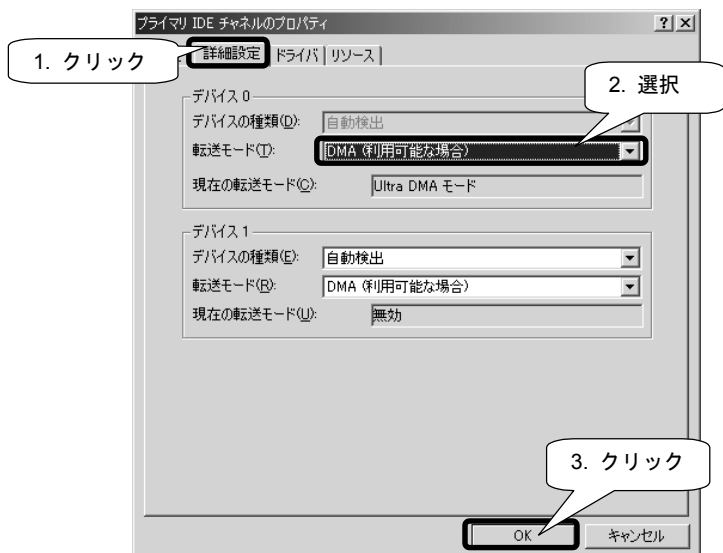 プライマリ IDE チャネルのプロパティ
? ×
1. クリック
詳細設定 ドライバ リソース
2. 選択
デバイス 0
デバイスの種類(D): 自動検出
転送モード(T): DMA (利用可能な場合)
現在の転送モード(C): Ultra DMA モード
デバイス 1
デバイスの種類(E): 自動検出
転送モード(R): DMA (利用可能な場合)
現在の転送モード(U): 無効
3. クリック
OK キャンセル